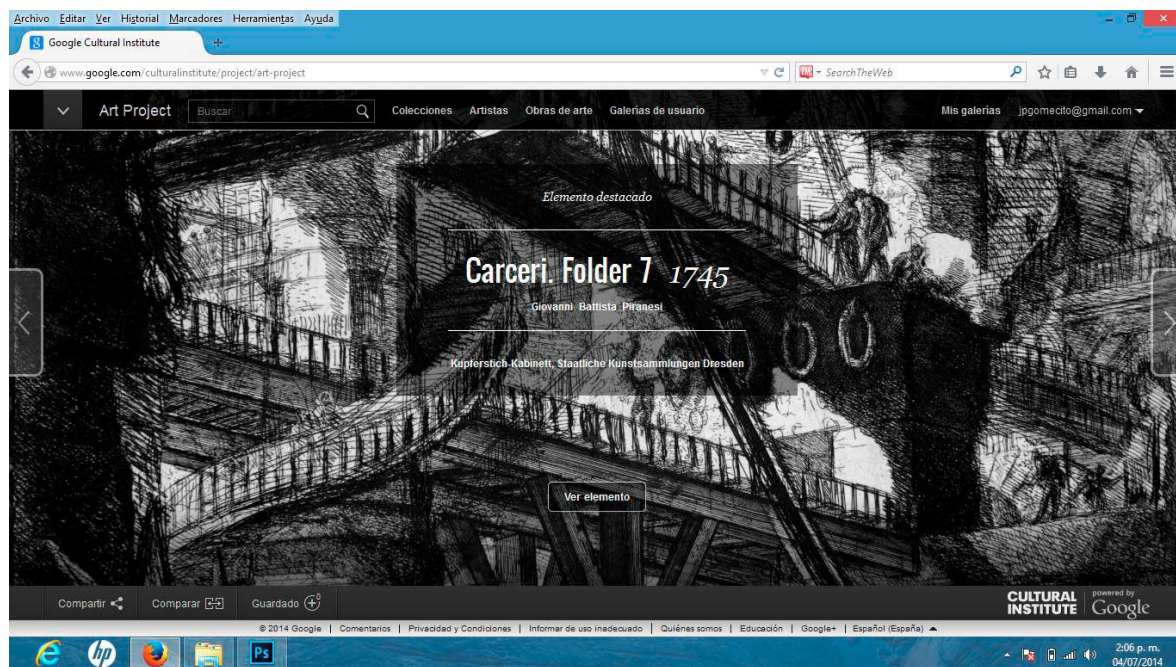 Archivo Editar Ver Historial Marcadores Herramientas Ayuda
Google Cultural Institute
www.google.com/culturalinstitute/project/art-project
SearchTheWeb
Art Project Buscar Colecciones Artistas Obras de arte Galerías de usuario Mis galerías jpgomecito@gmail.com
Elemento destacado
Carceri. Folder 7 1745
Giovanni Battista Piranesi
Kupferstich-Kabinett, Staatliche Kunstsammlungen Dresden
Ver elemento
Compartir Comparar Guardado 0
CULTURAL INSTITUTE powered by Google
© 2014 Google | Comentarios | Privacidad y Condiciones | Informar de uso inadecuado | Quiénes somos | Educación | Google+ | Español (España)
hp Ps
2:06 p. m.
04/07/2014